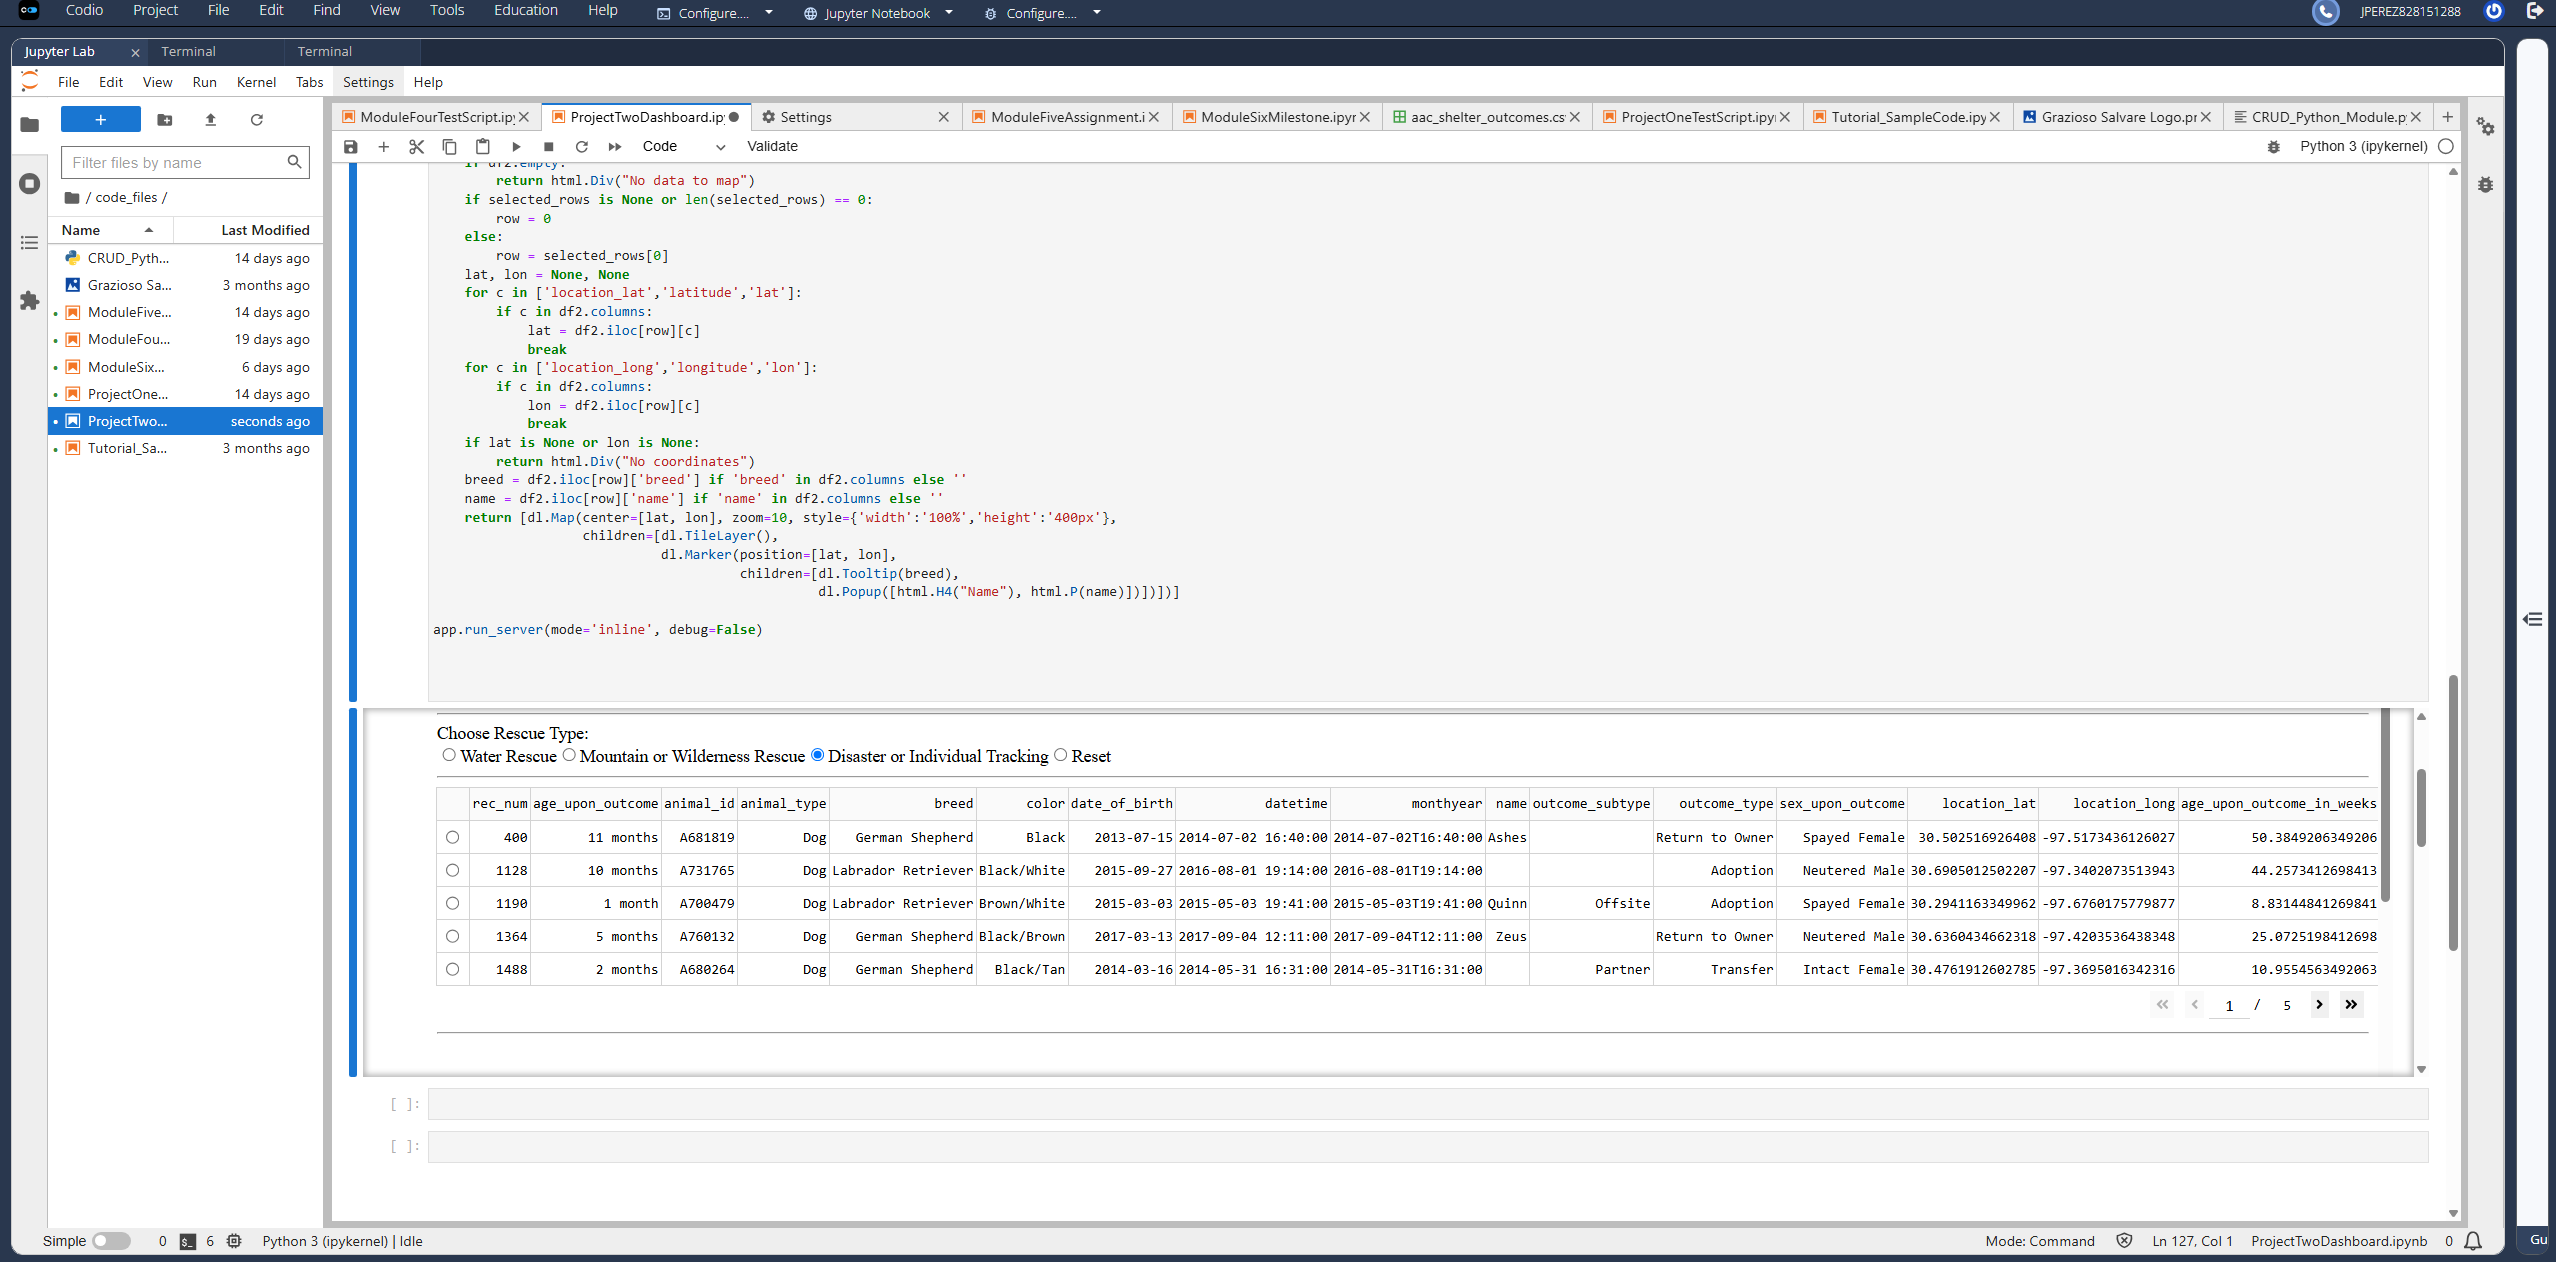 Codio Project File Edit Find View Tools Education Help Configure.... Jupyter Notebook Configure.... JPEREZ828151288
Jupyter Lab Terminal Terminal
File Edit View Run Kernel Tabs Settings Help
ModuleFourTestScript.ipy ProjectTwoDashboard.ipy Settings ModuleFiveAssignment.i ModuleSixMilestone.ipyr aac_shelter_outcomes.cs ProjectOneTestScript.ipyı Tutorial_SampleCode.ipy Grazioso Salvare Logo.pr CRUD_Python_Module.p
Code Validate Python 3 (ipykernel)
Filter files by name
/ code_files /
Name Last Modified
CRUD_Pyth... 14 days ago
Grazioso Sa... 3 months ago
ModuleFive... 14 days ago
ModuleFou... 19 days ago
ModuleSix... 6 days ago
ProjectOne... 14 days ago
ProjectTwo... seconds ago
Tutorial_Sa... 3 months ago
if df2.empty:
return html.Div("No data to map")
if selected_rows is None or len(selected_rows) == 0:
row = 0
else:
row = selected_rows[0]
lat, lon = None, None
for c in ['location_lat','latitude','lat']:
if c in df2.columns:
lat = df2.iloc[row][c]
break
for c in ['location_long','longitude','lon']:
if c in df2.columns:
lon = df2.iloc[row][c]
break
if lat is None or lon is None:
return html.Div("No coordinates")
breed = df2.iloc[row]['breed'] if 'breed' in df2.columns else ''
name = df2.iloc[row]['name'] if 'name' in df2.columns else ''
return [dl.Map(center=[lat, lon], zoom=10, style={'width':'100%','height':'400px'},
children=[dl.TileLayer(),
dl.Marker(position=[lat, lon],
children=[dl.Tooltip(breed),
dl.Popup([html.H4("Name"), html.P(name)])])])]
app.run_server(mode='inline', debug=False)
Choose Rescue Type:
Water Rescue Mountain or Wilderness Rescue Disaster or Individual Tracking Reset
rec_num age_upon_outcome animal_id animal_type breed color date_of_birth datetime monthyear name outcome_subtype outcome_type sex_upon_outcome location_lat location_long age_upon_outcome_in_weeks
400 11 months A681819 Dog German Shepherd Black 2013-07-15 2014-07-02 16:40:00 2014-07-02T16:40:00 Ashes Return to Owner Spayed Female 30.502516926408 -97.5173436126027 50.3849206349206
1128 10 months A731765 Dog Labrador Retriever Black/White 2015-09-27 2016-08-01 19:14:00 2016-08-01T19:14:00 Adoption Neutered Male 30.6905012502207 -97.3402073513943 44.2573412698413
1190 1 month A700479 Dog Labrador Retriever Brown/White 2015-03-03 2015-05-03 19:41:00 2015-05-03T19:41:00 Quinn Offsite Adoption Spayed Female 30.2941163349962 -97.6760175779877 8.83144841269841
1364 5 months A760132 Dog German Shepherd Black/Brown 2017-03-13 2017-09-04 12:11:00 2017-09-04T12:11:00 Zeus Return to Owner Neutered Male 30.6360434662318 -97.4203536438348 25.0725198412698
1488 2 months A680264 Dog German Shepherd Black/Tan 2014-03-16 2014-05-31 16:31:00 2014-05-31T16:31:00 Partner Transfer Intact Female 30.4761912602785 -97.3695016342316 10.9554563492063
1 / 5
[ ]:
[ ]:
Simple 0 6 Python 3 (ipykernel) | Idle Mode: Command Ln 127, Col 1 ProjectTwoDashboard.ipynb 0 Gu